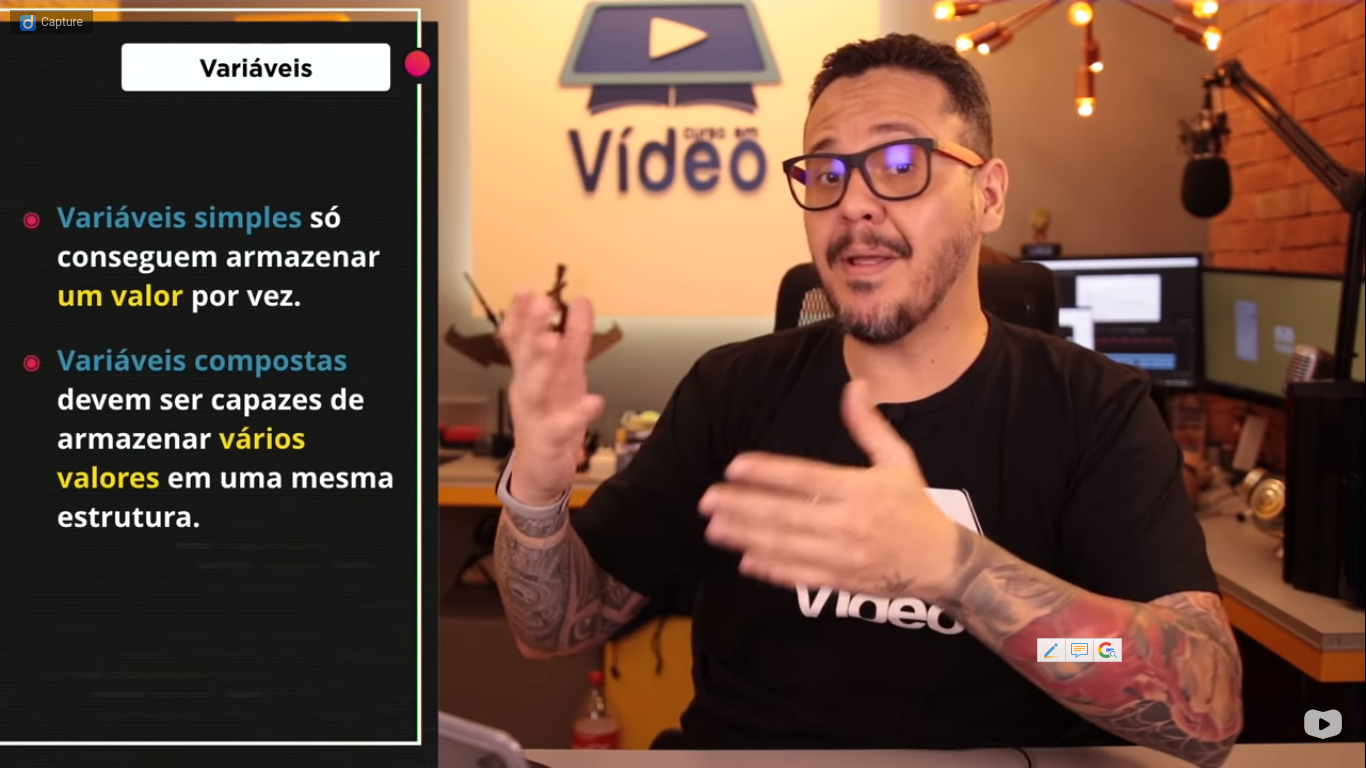 Capture
Variáveis
Variáveis simples só
conseguem armazenar
um valor por vez.
Variáveis compostas
devem ser capazes de
armazenar vários
valores em uma mesma
estrutura.
curso em
Vídeo
Vídeo